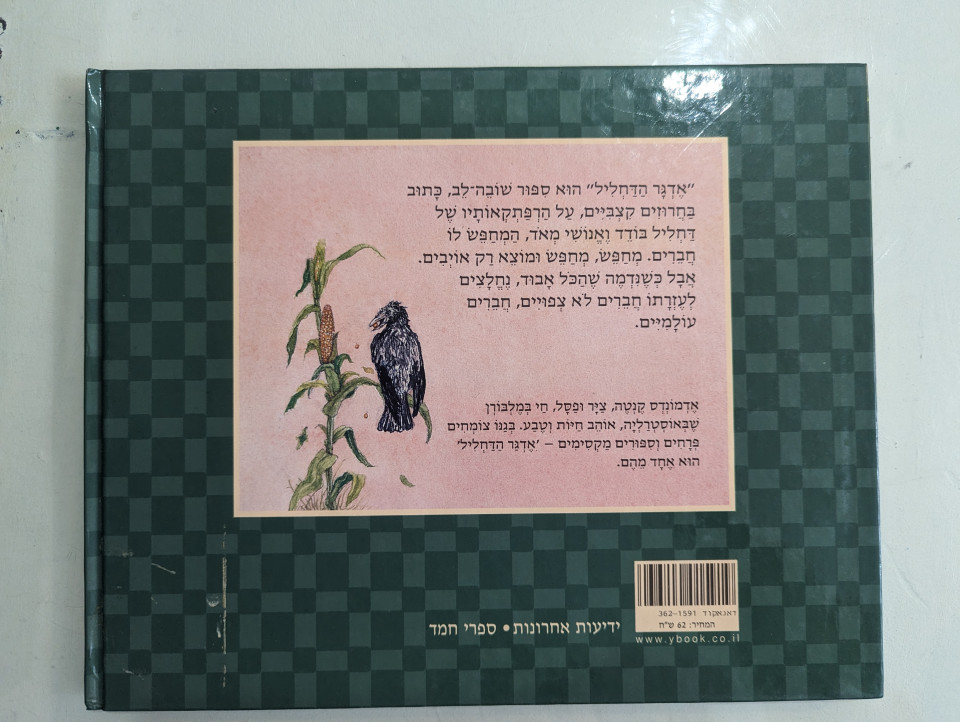 ״אֶדְגָּר הַדַּחְלִיל״ הוּא סִפּוּר שׁוֹבֵה־לֵב, כָּתוּב
בַּחֲרוּזִים קִצְבִּיִּים, עַל הַרְפַּתְקְאוֹתָיו שֶׁל
דַּחְלִיל בּוֹדֵד וֶאֱנוֹשִׁי מְאֹד, הַמְחַפֵּשׂ לוֹ
חֲבֵרִים. מְחַפֵּשׂ, מְחַפֵּשׂ וּמוֹצֵא רַק אוֹיְבִים.
אֲבָל כְּשֶׁנִּדְמֶה שֶׁהַכֹּל אָבוּד, נֶחֱלָצִים
לְעֶזְרָתוֹ חֲבֵרִים לֹא צְפוּיִים, חֲבֵרִים
עוֹלָמִיִּים.
אֶדְמוֹנְדְס קֻנְטָה, צַיָּר וּפַסָּל, חַי בְּמֶלְבּוֹרְן
שֶׁבְּאוֹסְטְרַלְיָה, אוֹהֵב חַיּוֹת וְטֶבַע. בְּגַנּוֹ צוֹמְחִים
פְּרָחִים וְסִפּוּרִים מַקְסִימִים – ׳אֶדְגָּר הַדַּחְלִיל׳
הוּא אֶחָד מֵהֶם.
דאנאקוד 362-1591
המחיר: 62 ש״ח
www.ybook.co.il
ידיעות אחרונות • ספרי חמד